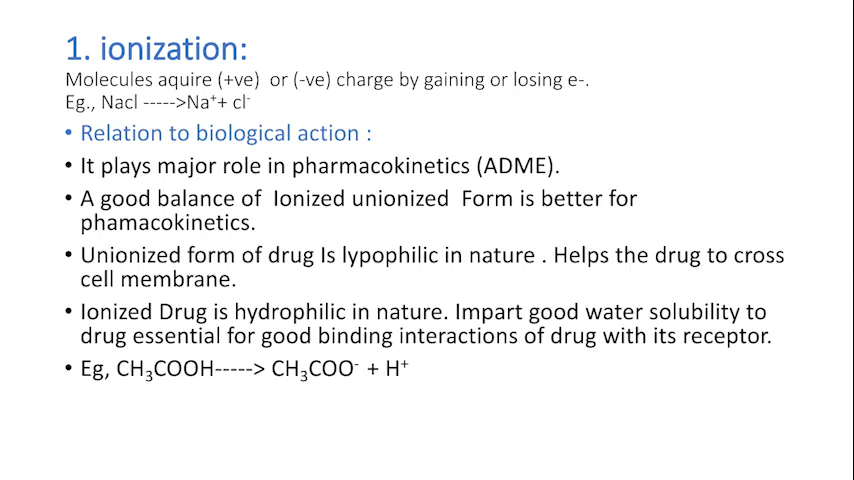 1. ionization:
Molecules aquire (+ve) or (-ve) charge by gaining or losing e-.
Eg., Nacl ----->Na⁺+ cl⁻
• Relation to biological action :
• It plays major role in pharmacokinetics (ADME).
• A good balance of Ionized unionized Form is better for
phamacokinetics.
• Unionized form of drug Is lypophilic in nature . Helps the drug to cross
cell membrane.
• Ionized Drug is hydrophilic in nature. Impart good water solubility to
drug essential for good binding interactions of drug with its receptor.
• Eg, CH₃COOH-----> CH₃COO⁻ + H⁺